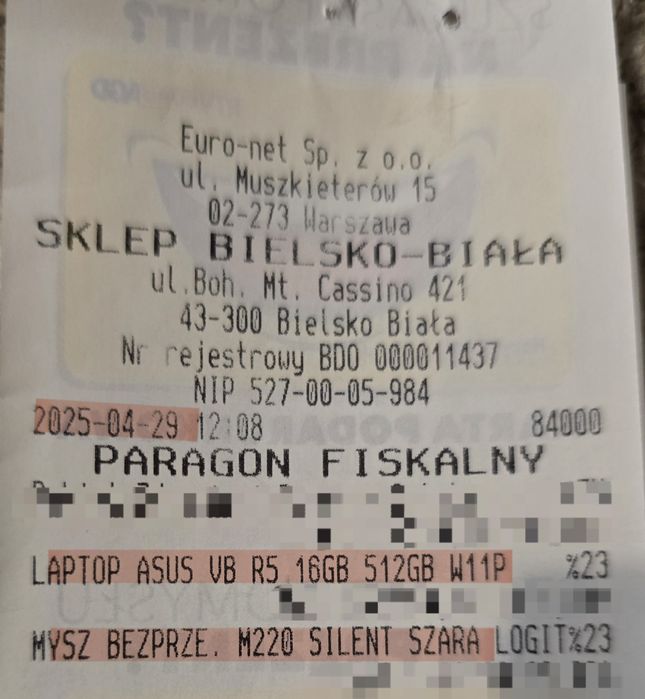 NA PREZENT?
Euro-net Sp. z o.o.
ul. Muszkieterów 15
02-273 Warszawa
SKLEP BIELSKO-BIAŁA
ul.Boh. Mt. Cassino 421
43-300 Bielsko Biała
Nr rejestrowy BDO 000011437
NIP 527-00-05-984
2025-04-29 12:08 84000
PARAGON FISKALNY
LAPTOP ASUS VB R5 16GB 512GB W11P %23
MYSZ BEZPRZE. M220 SILENT SZARA LOGIT%23